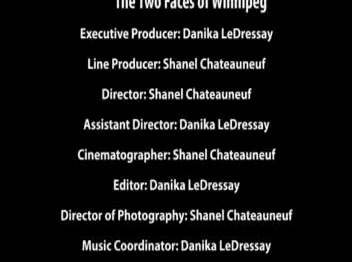 The Two Faces of Winnipeg
Executive Producer: Danika LeDressay
Line Producer: Shanel Chateauneuf
Director: Shanel Chateauneuf
Assistant Director: Danika LeDressay
Cinematographer: Shanel Chateauneuf
Editor: Danika LeDressay
Director of Photography: Shanel Chateauneuf
Music Coordinator: Danika LeDressay